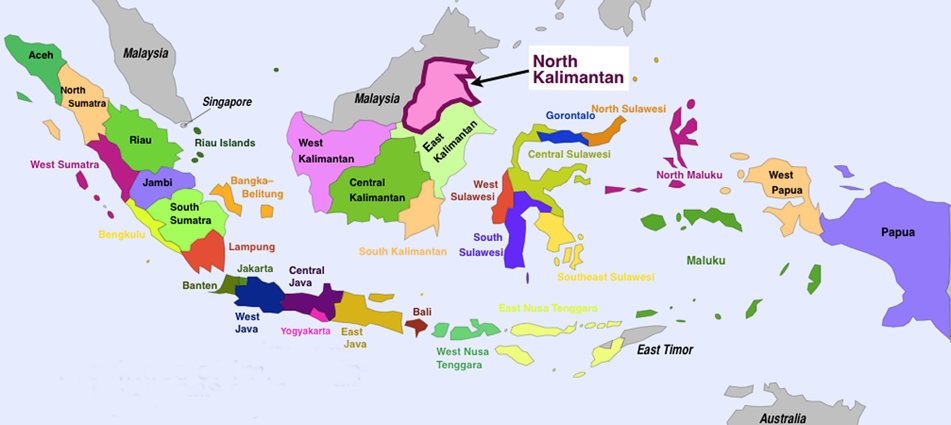 Aceh
Malaysia
North
Sumatra
Singapore
Riau
Riau Islands
West Sumatra
Jambi
Bangka–
Belitung
South
Sumatra
Bengkulu
Lampung
Banten
Jakarta
West
Java
Central
Java
Yogyakarta
East
Java
Bali
West Nusa
Tenggara
East Nusa Tenggara
East Timor
Australia
Malaysia
North
Kalimantan
West
Kalimantan
East
Kalimantan
Central
Kalimantan
South Kalimantan
Gorontalo
North Sulawesi
Central Sulawesi
West
Sulawesi
South
Sulawesi
Southeast Sulawesi
North Maluku
Maluku
West
Papua
Papua